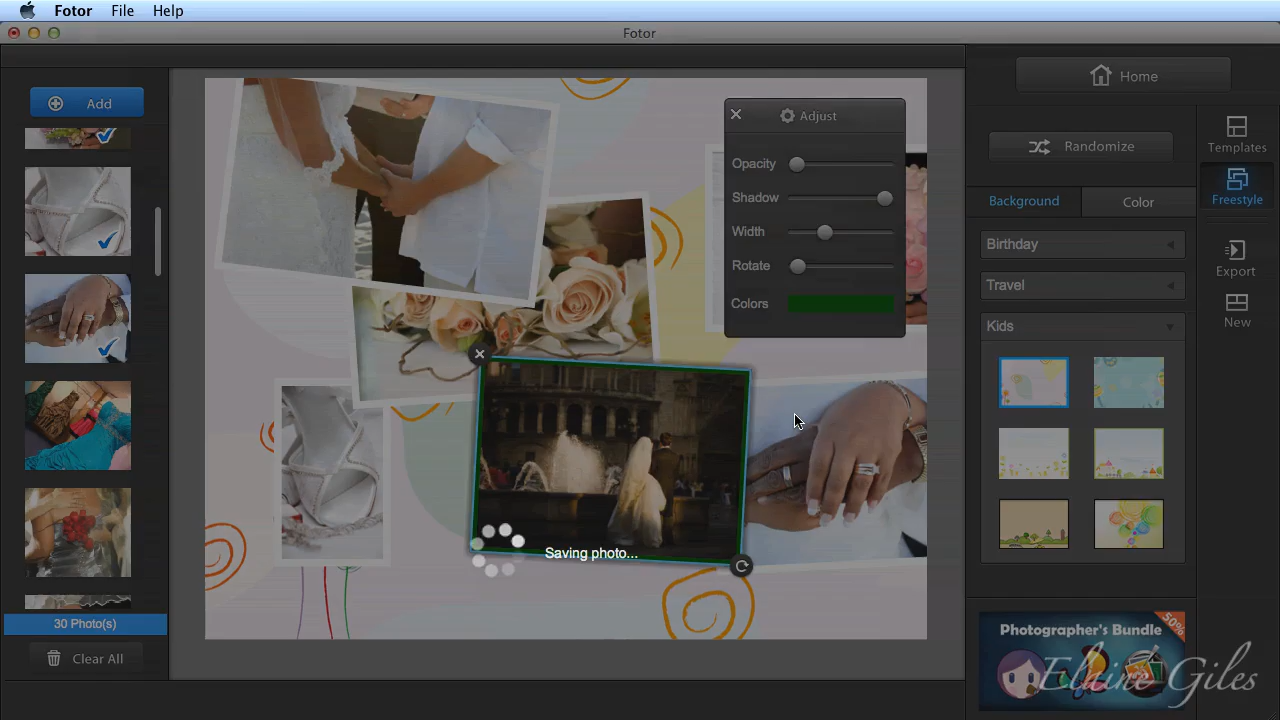 Fotor File Help
Fotor
Add
30 Photo(s)
Clear All
Adjust
Opacity
Shadow
Width
Rotate
Colors
Saving photo...
Home
Randomize
Background Color
Birthday
Travel
Kids
Templates
Freestyle
Export
New
Photographer's Bundle
50%
Elaine Giles